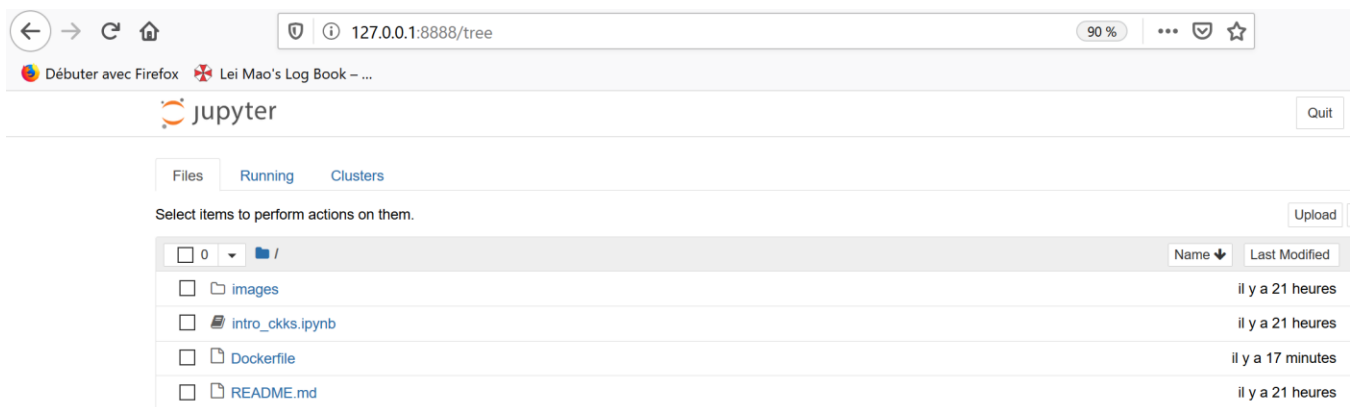 127.0.0.1:8888/tree 90 %
Débuter avec Firefox Lei Mao's Log Book – ...
jupyter Quit
Files Running Clusters
Select items to perform actions on them. Upload
0 / Name Last Modified
images il y a 21 heures
intro_ckks.ipynb il y a 21 heures
Dockerfile il y a 17 minutes
README.md il y a 21 heures